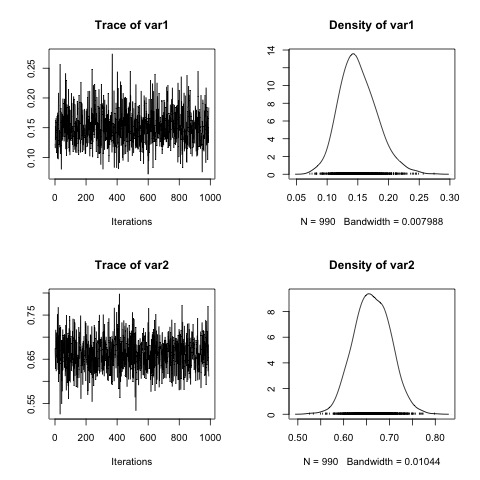 Trace of var1
0.10 0.15 0.20 0.25
0 200 400 600 800 1000
Iterations
Density of var1
0 2 4 6 8 10 14
0.05 0.10 0.15 0.20 0.25 0.30
N = 990 Bandwidth = 0.007988
Trace of var2
0.55 0.65 0.75
0 200 400 600 800 1000
Iterations
Density of var2
0 2 4 6 8
0.50 0.60 0.70 0.80
N = 990 Bandwidth = 0.01044